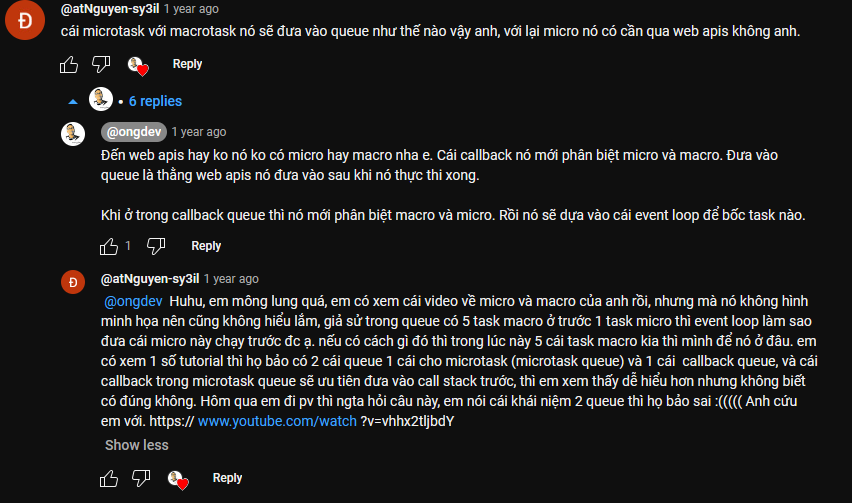 @atNguyen-sy3il 1 year ago
cái microtask với macrotask nó sẽ đưa vào queue như thế nào vậy anh, với lại micro nó có cần qua web apis không anh.
Reply
• 6 replies
@ongdev 1 year ago
Đến web apis hay ko nó ko có micro hay macro nha e. Cái callback nó mới phân biệt micro và macro. Đưa vào
queue là thằng web apis nó đưa vào sau khi nó thực thi xong.
Khi ở trong callback queue thì nó mới phân biệt macro và micro. Rồi nó sẽ dựa vào cái event loop để bốc task nào.
1 Reply
Đ
@atNguyen-sy3il 1 year ago
@ongdev Huhu, em mông lung quá, em có xem cái video về micro và macro của anh rồi, nhưng mà nó không hình
minh họa nên cũng không hiểu lắm, giả sử trong queue có 5 task macro ở trước 1 task micro thì event loop làm sao
đưa cái micro này chạy trước đc ạ. nếu có cách gì đó thì trong lúc này 5 cái task macro kia thì mình để nó ở đâu. em
có xem 1 số tutorial thì họ bảo có 2 cái queue 1 cái cho microtask (microtask queue) và 1 cái callback queue, và cái
callback trong microtask queue sẽ ưu tiên đưa vào call stack trước, thì em xem thấy dễ hiểu hơn nhưng không biết
có đúng không. Hôm qua em đi pv thì ngta hỏi câu này, em nói cái khái niệm 2 queue thì họ bảo sai :((((( Anh cứu
em với. https:// www.youtube.com/watch ?v=vhhx2tljbdY
Show less
Reply